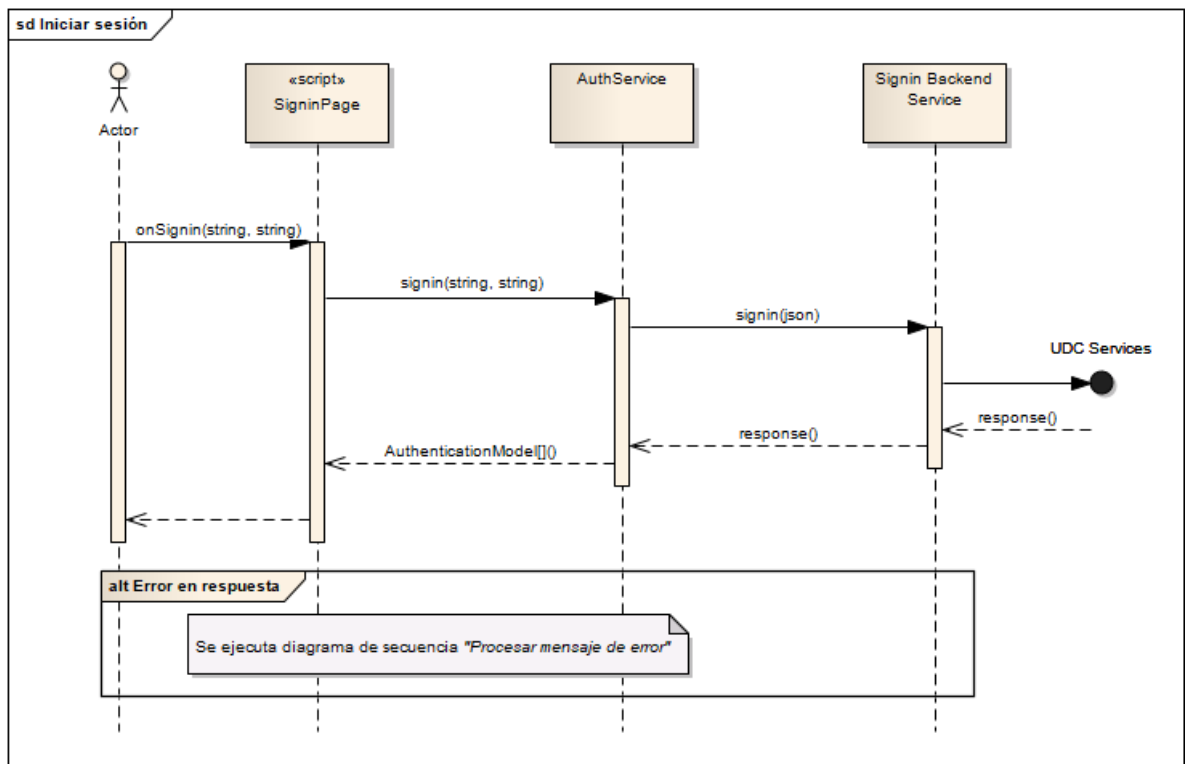 sd Iniciar sesión
Actor
«script»
SigninPage
AuthService
Signin Backend
Service
onSignin(string, string)
signin(string, string)
signin(json)
UDC Services
response()
response()
AuthenticationModel[]()
alt Error en respuesta
Se ejecuta diagrama de secuencia "Procesar mensaje de error"